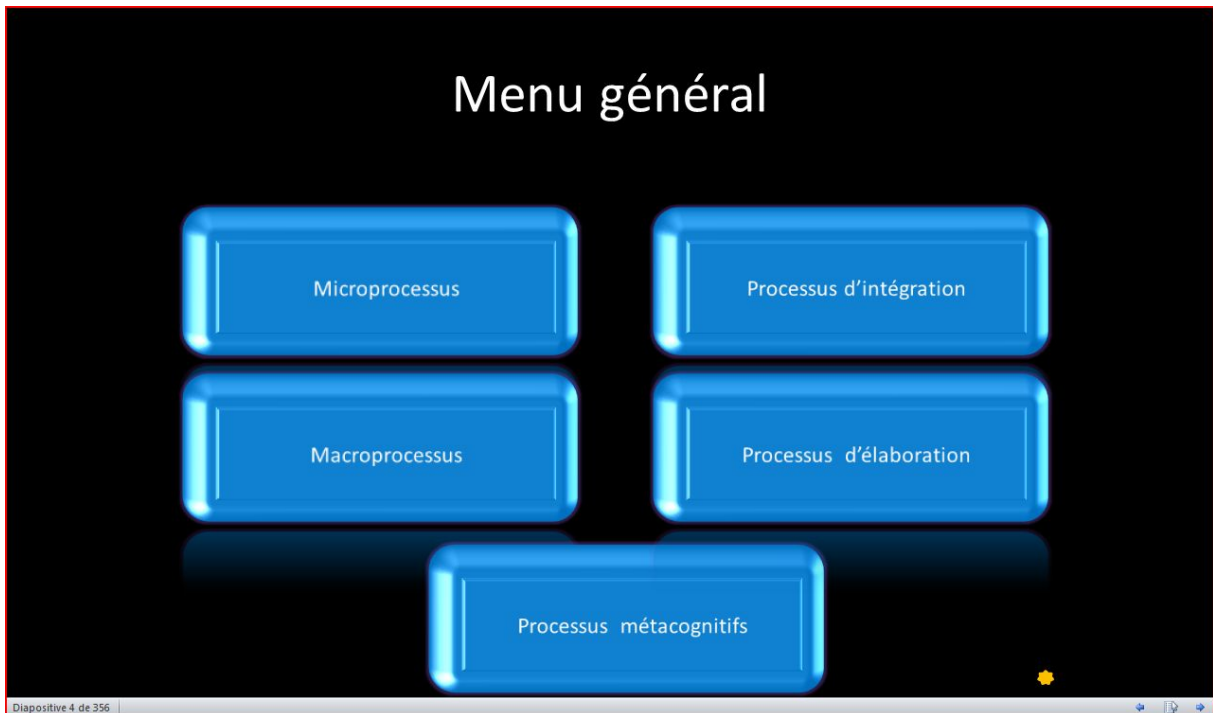 Menu général
Microprocessus
Processus d'intégration
Macroprocessus
Processus d'élaboration
Processus métacognitifs
Diapositive 4 de 356